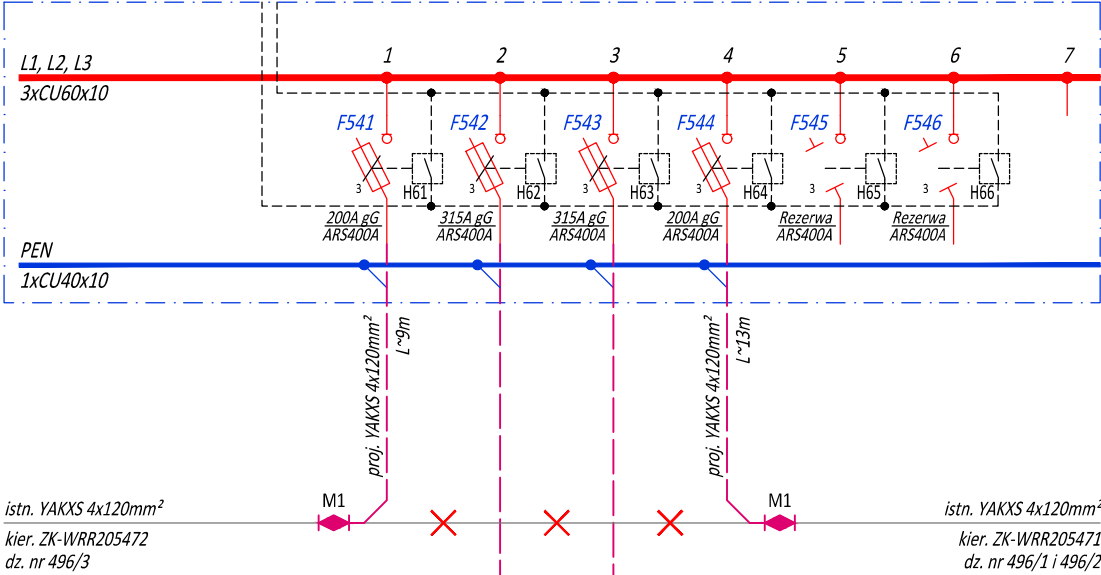 1 2 3 4 5 6 7
L1, L2, L3
3xCU60x10
F541 F542 F543 F544 F545 F546
3 3 3 3 3 3
H61 H62 H63 H64 H65 H66
200A gG 315A gG 315A gG 200A gG Rezerwa Rezerwa
ARS400A ARS400A ARS400A ARS400A ARS400A ARS400A
PEN
1xCU40x10
proj. YAKXS 4x120mm²
L~9m
proj. YAKXS 4x120mm²
L~13m
M1 M1
istn. YAKXS 4x120mm²
kier. ZK-WRR205472
dz. nr 496/3
istn. YAKXS 4x120mm²
kier. ZK-WRR205471
dz. nr 496/1 i 496/2